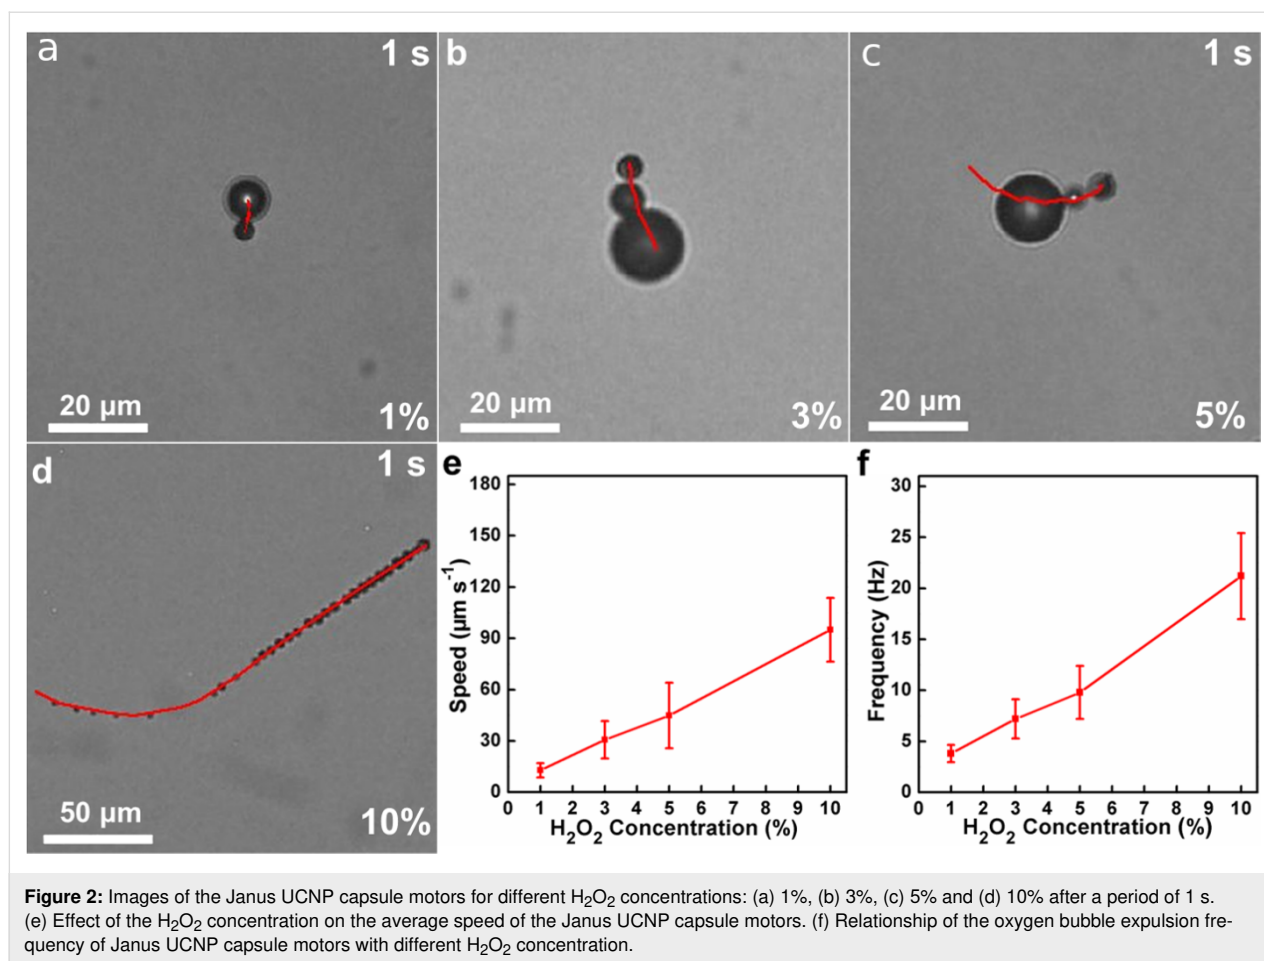 a
1 s
b
c
1 s
20 µm
1%
20 µm
3%
20 µm
5%
d
1 s
50 µm
10%
e
180
150
120
90
60
30
0
Speed (µm s⁻¹)
0 1 2 3 4 5 6 7 8 9 10
H₂O₂ Concentration (%)
f
30
25
20
15
10
5
0
Frequency (Hz)
0 1 2 3 4 5 6 7 8 9 10
H₂O₂ Concentration (%)
Figure 2: Images of the Janus UCNP capsule motors for different H₂O₂ concentrations: (a) 1%, (b) 3%, (c) 5% and (d) 10% after a period of 1 s.
(e) Effect of the H₂O₂ concentration on the average speed of the Janus UCNP capsule motors. (f) Relationship of the oxygen bubble expulsion fre-
quency of Janus UCNP capsule motors with different H₂O₂ concentration.